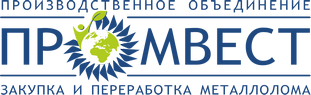 ПРОИЗВОДСТВЕННОЕ ОБЪЕДИНЕНИЕ
ПРОМВЕСТ
ЗАКУПКА И ПЕРЕРАБОТКА МЕТАЛЛОЛОМА